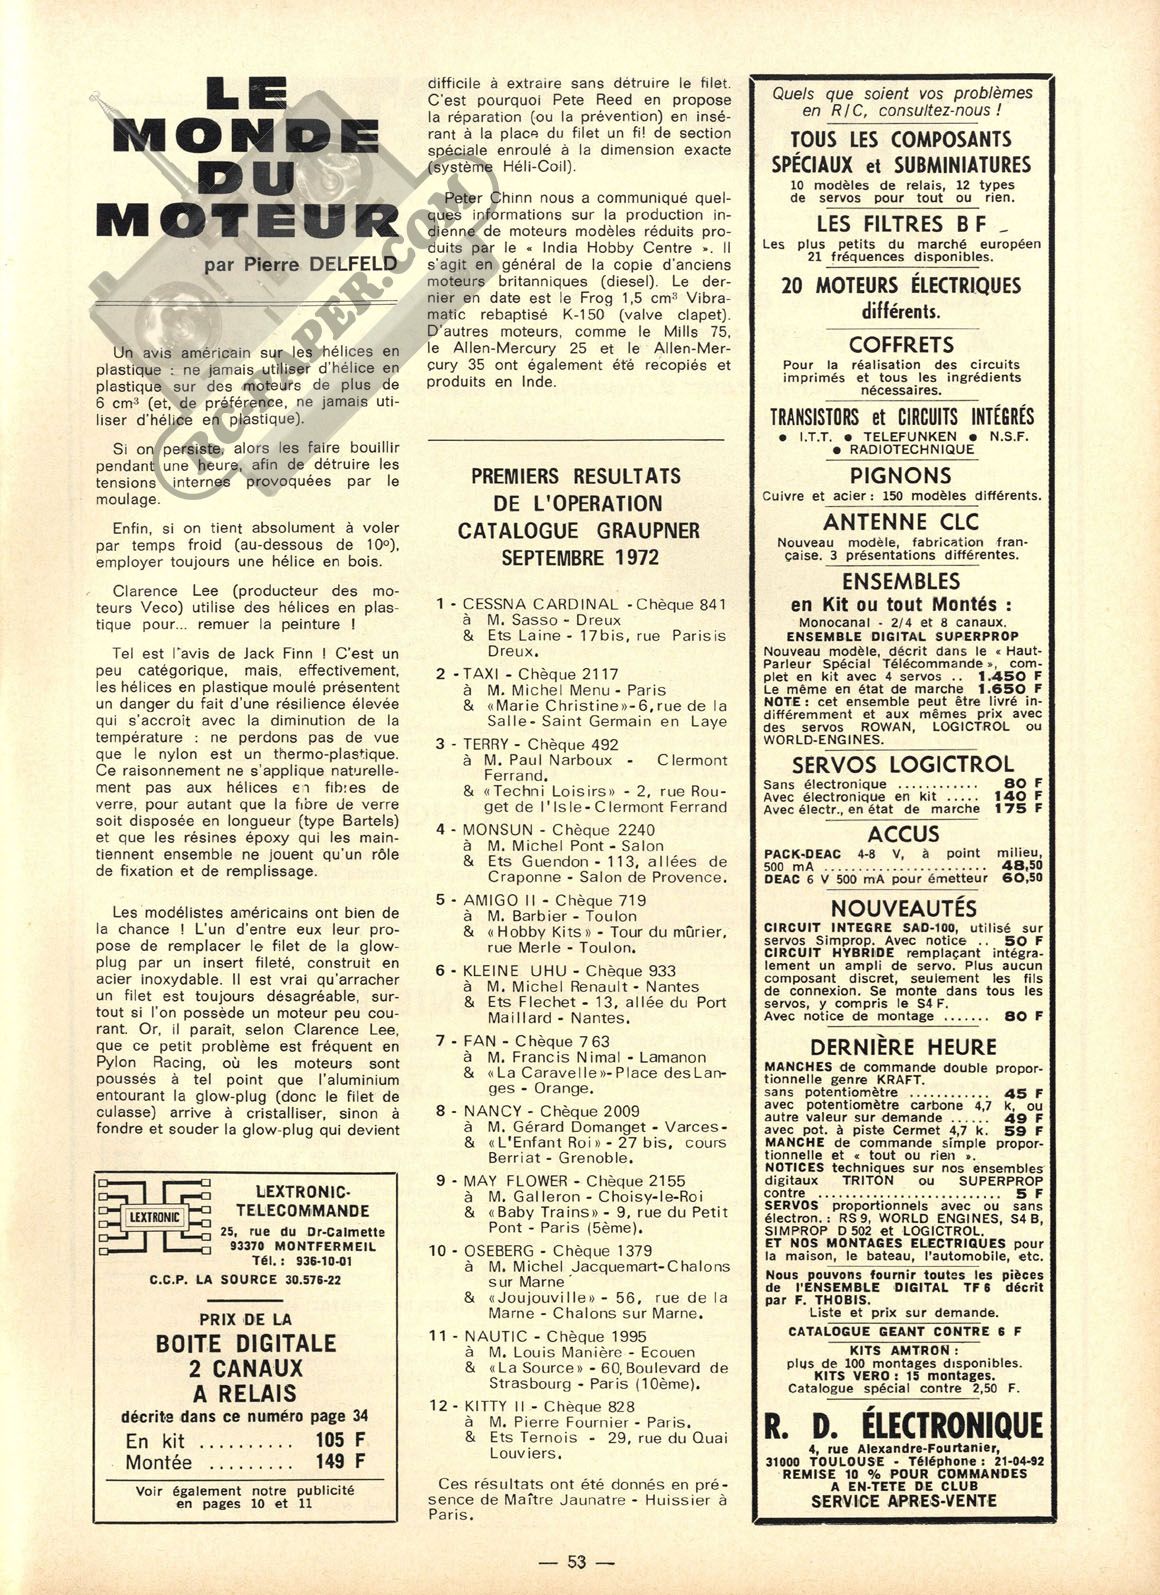 LE
MONDE
DU
MOTEUR
par Pierre DELFELD
Un avis américain sur les hélices en
plastique : ne jamais utiliser d'hélice en
plastique sur des moteurs de plus de
6 cm³ (et, de préférence, ne jamais uti-
liser d'hélice en plastique).
Si on persiste, alors les faire bouillir
pendant une heure, afin de détruire les
tensions internes provoquées par le
moulage.
Enfin, si on tient absolument à voler
par temps froid (au-dessous de 10º),
employer toujours une hélice en bois.
Clarence Lee (producteur des mo-
teurs Veco) utilise des hélices en plas-
tique pour... remuer la peinture !
Tel est l'avis de Jack Finn ! C'est un
peu catégorique, mais, effectivement,
les hélices en plastique moulé présentent
un danger du fait d'une résilience élevée
qui s'accroît avec la diminution de la
température : ne perdons pas de vue
que le nylon est un thermo-plastique.
Ce raisonnement ne s'applique naturelle-
ment pas aux hélices en fibres de
verre, pour autant que la fibre de verre
soit disposée en longueur (type Bartels)
et que les résines époxy qui les main-
tiennent ensemble ne jouent qu'un rôle
de fixation et de remplissage.
Les modélistes américains ont bien de
la chance ! L'un d'entre eux leur pro-
pose de remplacer le filet de la glow-
plug par un insert fileté, construit en
acier inoxydable. Il est vrai qu'arracher
un filet est toujours désagréable, sur-
tout si l'on possède un moteur peu cou-
rant. Or, il parait, selon Clarence Lee,
que ce petit problème est fréquent en
Pylon Racing, où les moteurs sont
poussés à tel point que l'aluminium
entourant la glow-plug (donc le filet de
culasse) arrive à cristalliser, sinon à
fondre et souder la glow-plug qui devient
LEXTRONIC
LEXTRONIC-
TELECOMMANDE
25, rue du Dr-Calmette
93370 MONTFERMEIL
Tél. : 936-10-01
C.C.P. LA SOURCE 30.576-22
PRIX DE LA
BOITE DIGITALE
2 CANAUX
A RELAIS
décrite dans ce numéro page 34
En kit .......... 105 F
Montée ......... 149 F
Voir également notre publicité
en pages 10 et 11
difficile à extraire sans détruire le filet.
C'est pourquoi Pete Reed en propose
la réparation (ou la prévention) en insé-
rant à la place du filet un fil de section
spéciale enroulé à la dimension exacte
(système Héli-Coil).
Peter Chinn nous a communiqué quel-
ques informations sur la production in-
dienne de moteurs modèles réduits pro-
duits par le « India Hobby Centre ». Il
s'agit en général de la copie d'anciens
moteurs britanniques (diesel). Le der-
nier en date est le Frog 1,5 cm³ Vibra-
matic rebaptisé K-150 (valve clapet).
D'autres moteurs, comme le Mills 75,
le Allen-Mercury 25 et le Allen-Mer-
çury 35 ont également été recopiés et
produits en Inde.
PREMIERS RESULTATS
DE L'OPERATION
CATALOGUE GRAUPNER
SEPTEMBRE 1972
1 - CESSNA CARDINAL - Chèque 841
à M. Sasso - Dreux
& Ets Laine - 17bis, rue Parisis
Dreux.
2 - TAXI - Chèque 2117
à M. Michel Menu - Paris
& «Marie Christine»-6, rue de la
Salle- Saint Germain en Laye
3 - TERRY - Chèque 492
à M. Paul Narboux - Clermont
Ferrand.
& «Techni Loisirs» - 2, rue Rou-
get de l'Isle- Clermont Ferrand
4 - MONSUN - Chèque 2240
à M. Michel Pont - Salon
& Ets Guendon - 113, allées de
Craponne - Salon de Provence.
5 - AMIGO II - Chèque 719
à M. Barbier - Toulon
& «Hobby Kits» - Tour du mûrier,
rue Merle - Toulon.
6 - KLEINE UHU - Chèque 933
à M. Michel Renault - Nantes
& Ets Flechet - 13, allée du Port
Maillard - Nantes.
7 - FAN - Chèque 763
à M. Francis Nimal - Lamanon
& «La Caravelle»-Place des Lan-
ges - Orange.
8 - NANCY - Chèque 2009
à M. Gérard Domanget - Varces-
& «L'Enfant Roi» - 27 bis, cours
Berriat - Grenoble.
9 - MAY FLOWER - Chèque 2155
à M. Galleron - Choisy-le-Roi
& «Baby Trains» - 9, rue du Petit
Pont - Paris (5ème).
10 - OSEBERG - Chèque 1379
à M. Michel Jacquemart-Chalons
sur Marne
& «Joujouville» - 56, rue de la
Marne - Chalons sur Marne.
11 - NAUTIC - Chèque 1995
à M. Louis Manière - Ecouen
& «La Source» - 60, Boulevard de
Strasbourg - Paris (10ème).
12 - KITTY II - Chèque 828
à M. Pierre Fournier - Paris.
& Ets Ternois - 29, rue du Quai
Louviers.
Ces résultats ont été donnés en pré-
sence de Maître Jaunatre - Huissier à
Paris.
Quels que soient vos problèmes
en R/C, consultez-nous !
TOUS LES COMPOSANTS
SPÉCIAUX et SUBMINIATURES
10 modèles de relais, 12 types
de servos pour tout ou rien.
LES FILTRES BF
Les plus petits du marché européen
21 fréquences disponibles.
20 MOTEURS ÉLECTRIQUES
différents.
COFFRETS
Pour la réalisation des circuits
imprimés et tous les ingrédients
nécessaires.
TRANSISTORS et CIRCUITS INTÉGRÉS
● I.T.T. ● TELEFUNKEN ● N.S.F.
● RADIOTECHNIQUE
PIGNONS
Cuivre et acier : 150 modèles différents.
ANTENNE CLC
Nouveau modèle, fabrication fran-
çaise. 3 présentations différentes.
ENSEMBLES
en Kit ou tout Montés :
Monocanal - 2/4 et 8 canaux.
ENSEMBLE DIGITAL SUPERPROP
Nouveau modèle, décrit dans le « Haut-
Parleur Spécial Télécommande », com-
plet en kit avec 4 servos .. 1.450 F
Le même en état de marche 1.650 F
NOTE : cet ensemble peut être livré in-
différemment et aux mêmes prix avec
des servos ROWAN, LOGICTROL ou
WORLD-ENGINES.
SERVOS LOGICTROL
Sans électronique ............ 80 F
Avec électronique en kit ..... 140 F
Avec électr., en état de marche 175 F
ACCUS
PACK-DEAC 4-8 V, à point milieu,
500 mA ....................... 48,50
DEAC 6 V 500 mA pour émetteur 60,50
NOUVEAUTÉS
CIRCUIT INTEGRE SAD-100, utilisé sur
servos Simprop. Avec notice .. 50 F
CIRCUIT HYBRIDE remplaçant intégra-
lement un ampli de servo. Plus aucun
composant discret, seulement les fils
de connexion. Se monte dans tous les
servos, y compris le S4 F.
Avec notice de montage ....... 80 F
DERNIÈRE HEURE
MANCHES de commande double propor-
tionnelle genre KRAFT.
sans potentiomètre ............ 45 F
avec potentiomètre carbone 4,7 k, ou
autre valeur sur demande ...... 49 F
avec pot. à piste Cermet 4,7 k. 59 F
MANCHE de commande simple propor-
tionnelle et « tout ou rien ».
NOTICES techniques sur nos ensembles
digitaux TRITON ou SUPERPROP
contre .......................... 5 F
SERVOS proportionnels avec ou sans
électron. : RS 9, WORLD ENGINES, S4 B,
SIMPROP D 502 et LOGICTROL.
ET NOS MONTAGES ELECTRIQUES pour
la maison, le bateau, l'automobile, etc.
Nous pouvons fournir toutes les pièces
de l'ENSEMBLE DIGITAL TF 6 décrit
par F. THOBIS.
Liste et prix sur demande.
CATALOGUE GEANT CONTRE 6 F
KITS AMTRON :
plus de 100 montages disponibles.
KITS VERO : 15 montages.
Catalogue spécial contre 2,50 F.
R. D. ÉLECTRONIQUE
4, rue Alexandre-Fourtanier,
31000 TOULOUSE - Téléphone : 21-04-92
REMISE 10 % POUR COMMANDES
A EN-TETE DE CLUB
SERVICE APRES-VENTE
— 53 —
RC-PAPER.COM